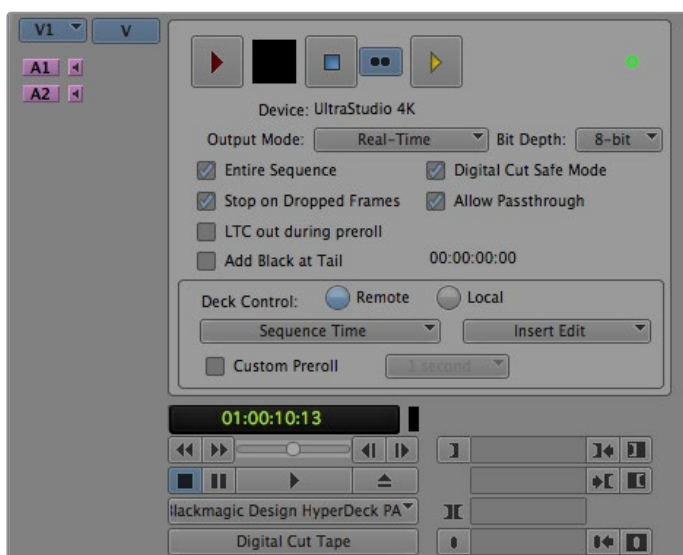 V1 V
A1
A2
Device: UltraStudio 4K
Output Mode: Real-Time Bit Depth: 8-bit
Entire Sequence Digital Cut Safe Mode
Stop on Dropped Frames Allow Passthrough
LTC out during preroll
Add Black at Tail 00:00:00:00
Deck Control: Remote Local
Sequence Time Insert Edit
Custom Preroll 1 second
01:00:10:13
lackmagic Design HyperDeck PA
Digital Cut Tape